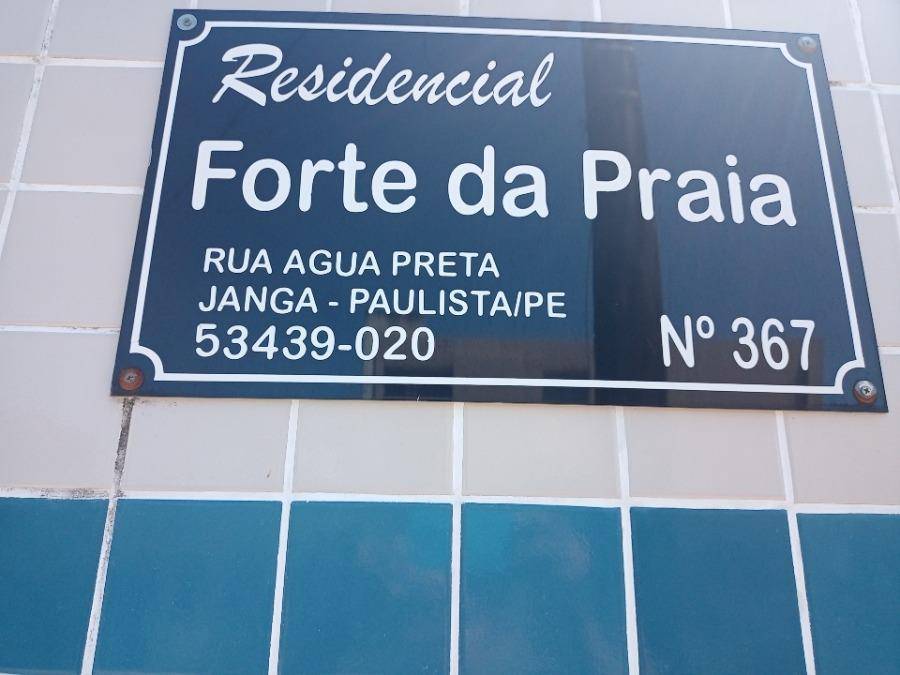 Residencial
Forte da Praia
RUA AGUA PRETA
JANGA - PAULISTA/PE
53439-020
Nº 367